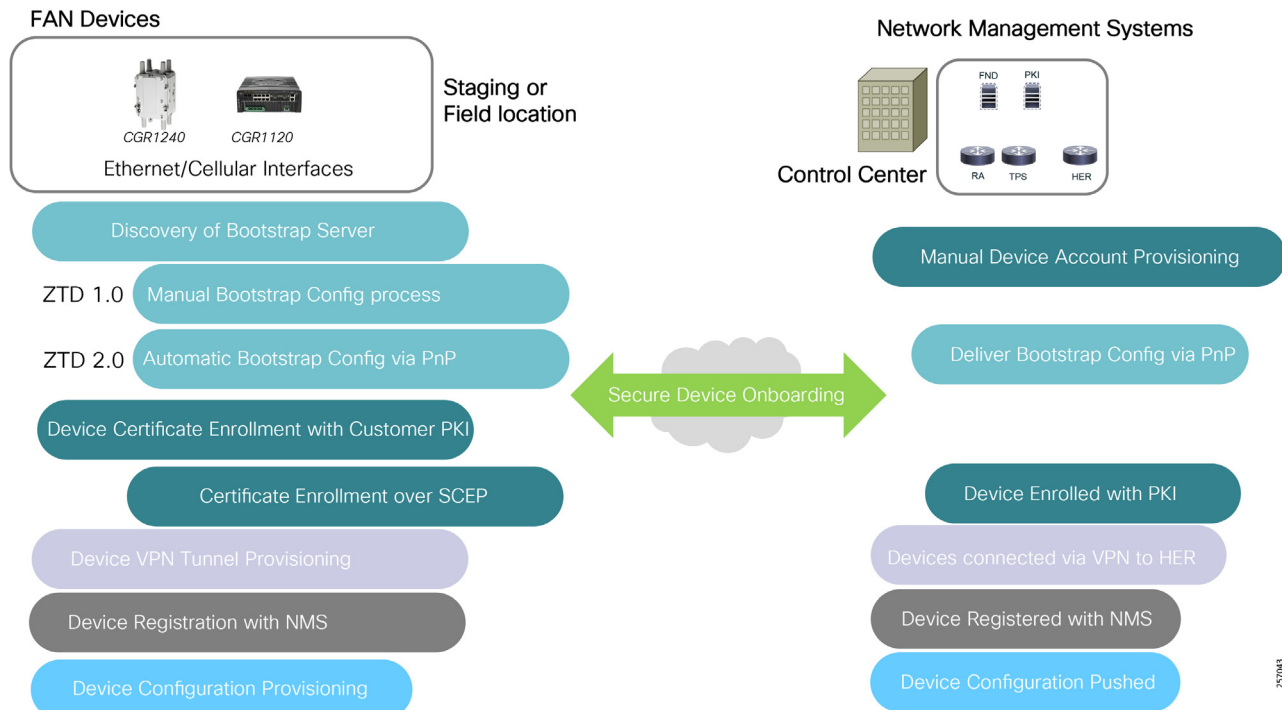 FAN Devices
CGR1240
CGR1120
Ethernet/Cellular Interfaces
Staging or
Field location
Network Management Systems
FND
PKI
RA
TPS
HER
Control Center
Discovery of Bootstrap Server
ZTD 1.0
Manual Bootstrap Config process
ZTD 2.0
Automatic Bootstrap Config via PnP
Device Certificate Enrollment with Customer PKI
Certificate Enrollment over SCEP
Device VPN Tunnel Provisioning
Device Registration with NMS
Device Configuration Provisioning
Secure Device Onboarding
Manual Device Account Provisioning
Deliver Bootstrap Config via PnP
Device Enrolled with PKI
Devices connected via VPN to HER
Device Registered with NMS
Device Configuration Pushed
257043